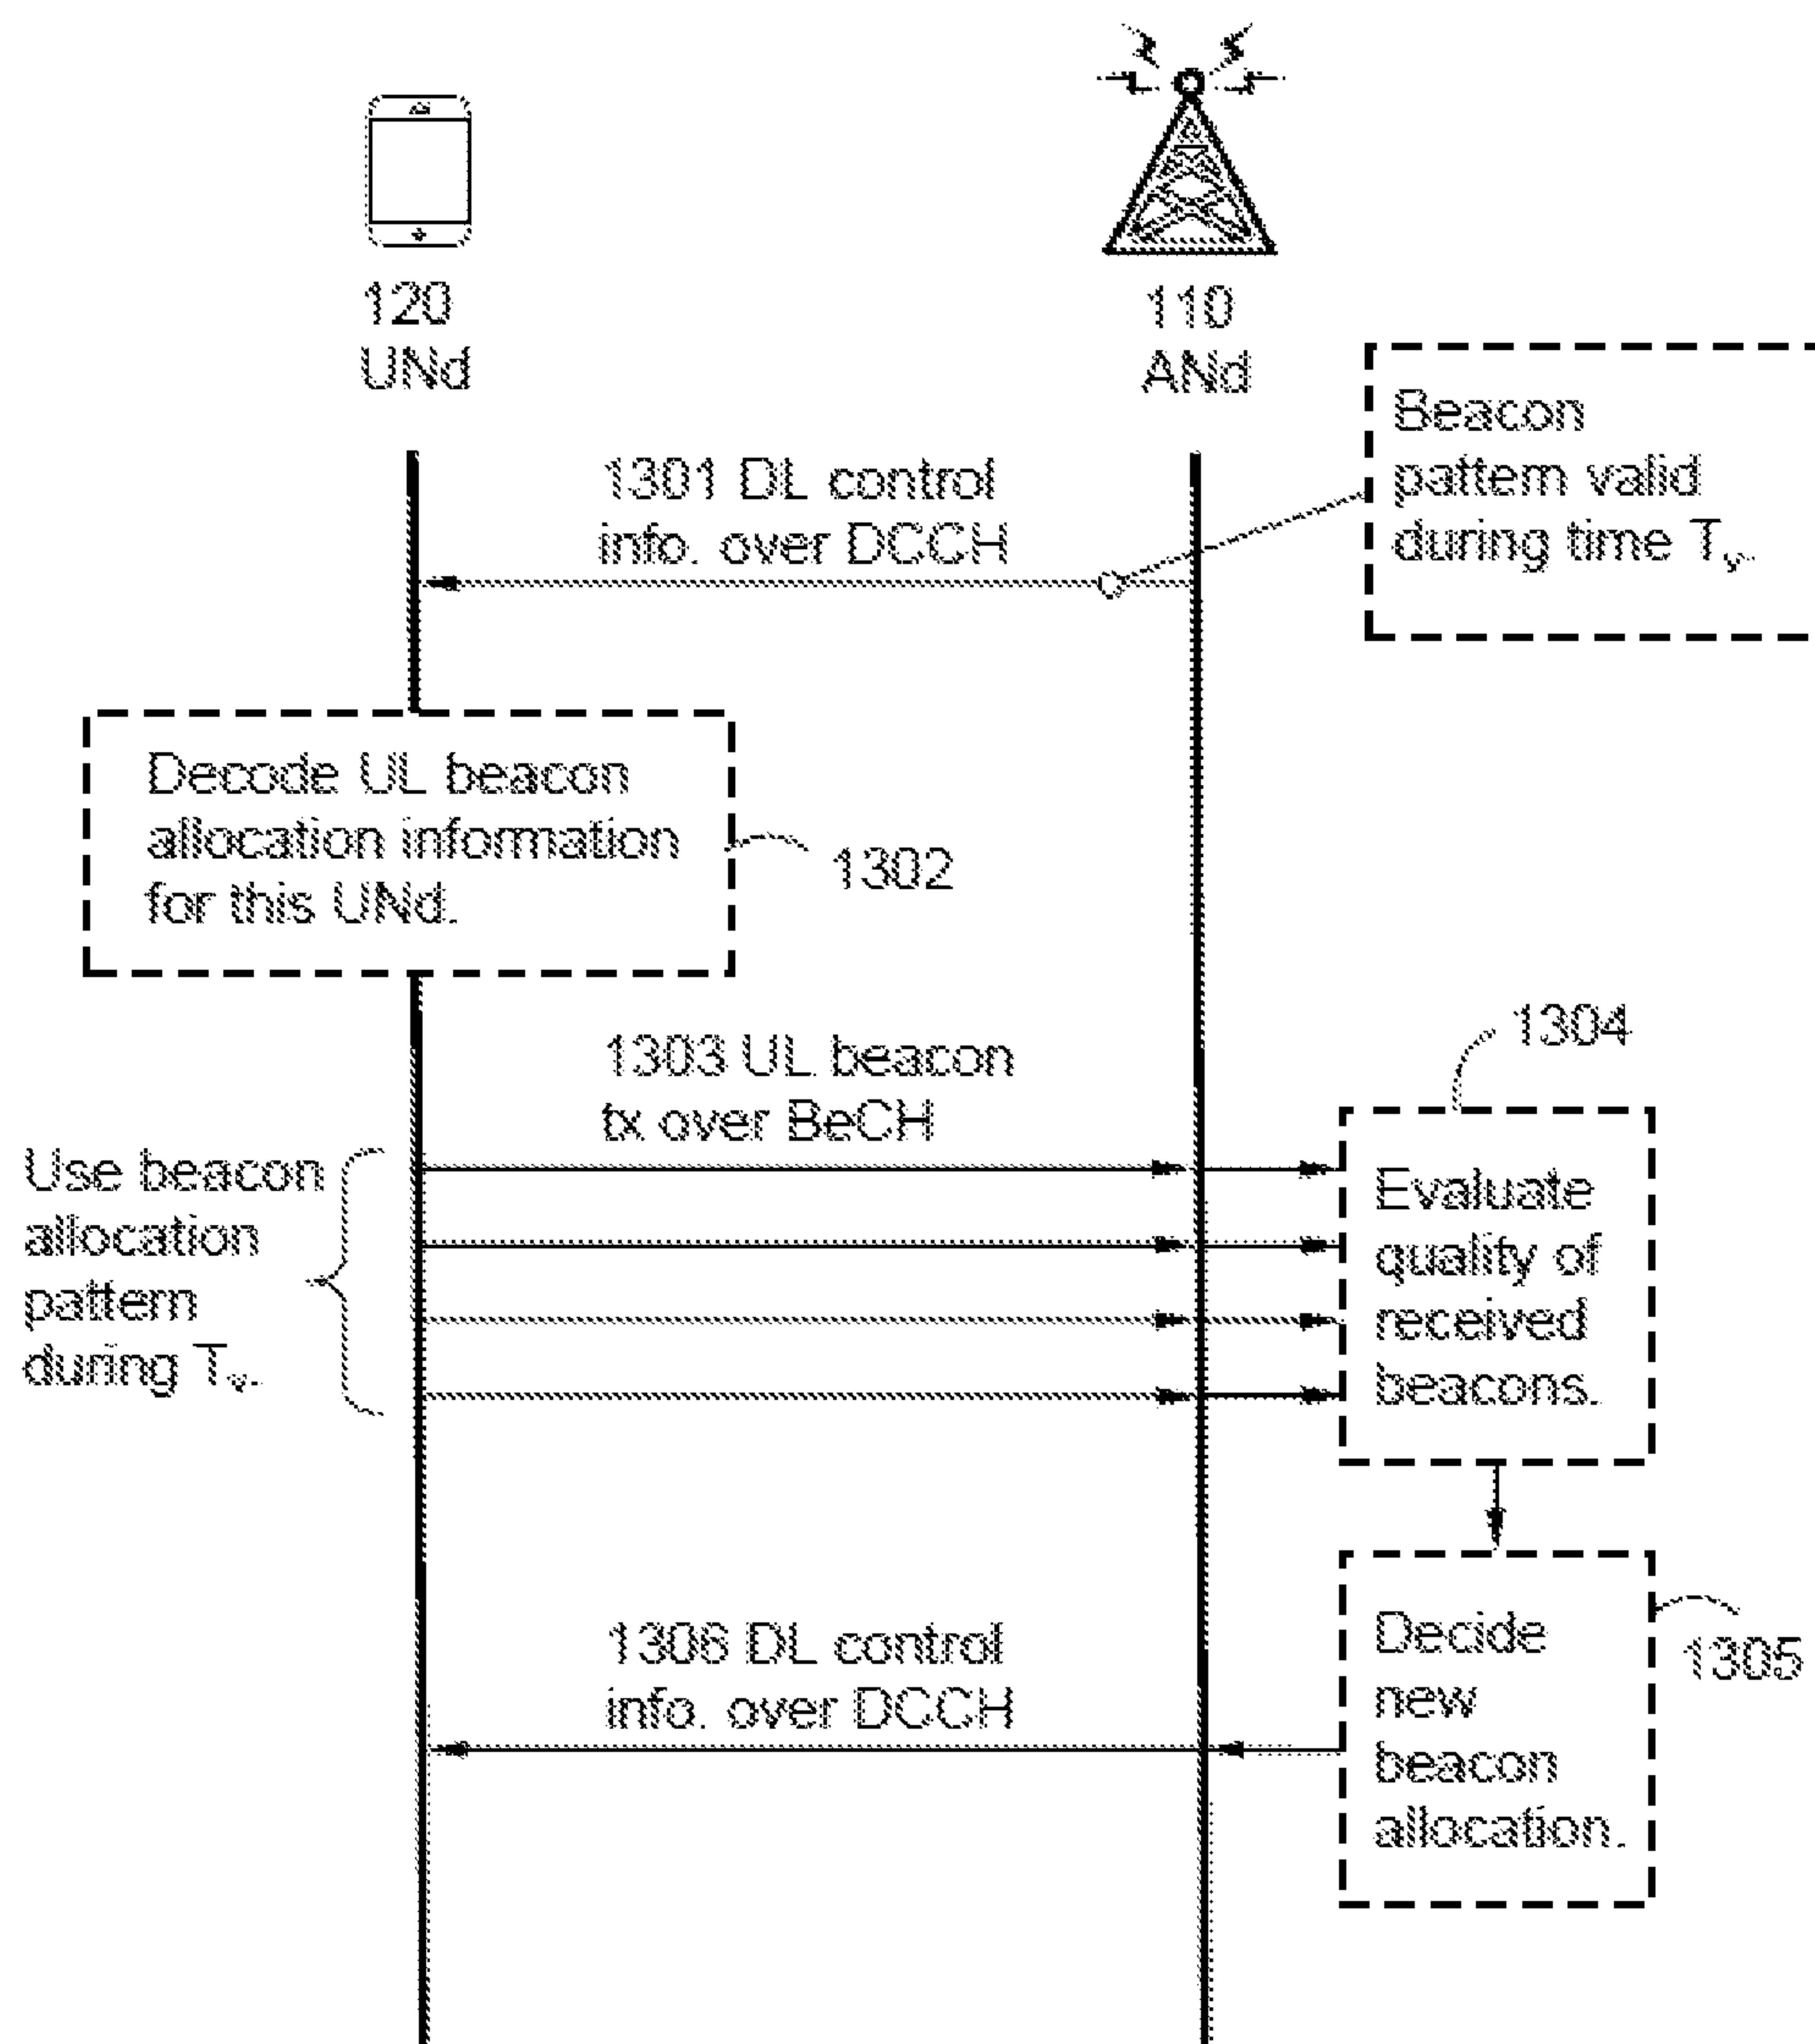 120
UNd
110
ANd
Beacon
pattern valid
during time Tᵥ.
1301 DL control
info. over DCCH
Decode UL beacon
allocation information
for this UNd.
1302
1303 UL beacon
tx over BeCH
1304
Use beacon
allocation
pattern
during Tᵥ.
Evaluate
quality of
received
beacons.
1306 DL control
info. over DCCH
Decide
new
beacon
allocation.
1305